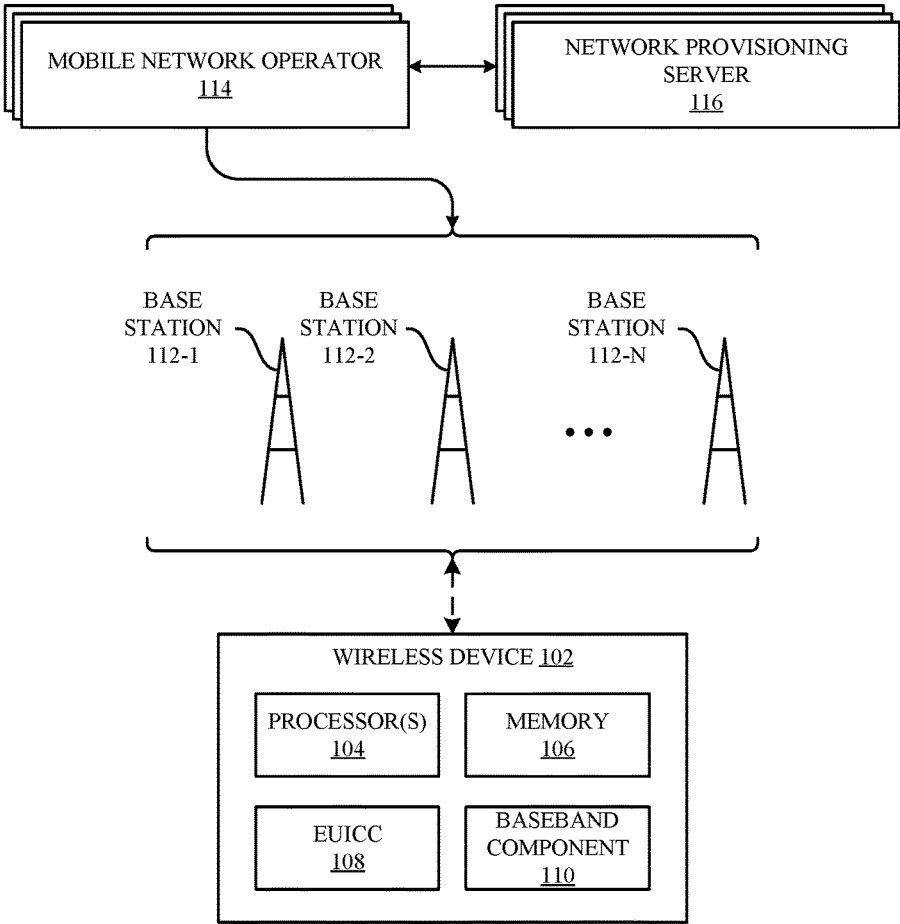 MOBILE NETWORK OPERATOR
114
NETWORK PROVISIONING
SERVER
116
BASE
STATION
112-1
BASE
STATION
112-2
BASE
STATION
112-N
WIRELESS DEVICE 102
PROCESSOR(S)
104
MEMORY
106
EUICC
108
BASEBAND
COMPONENT
110